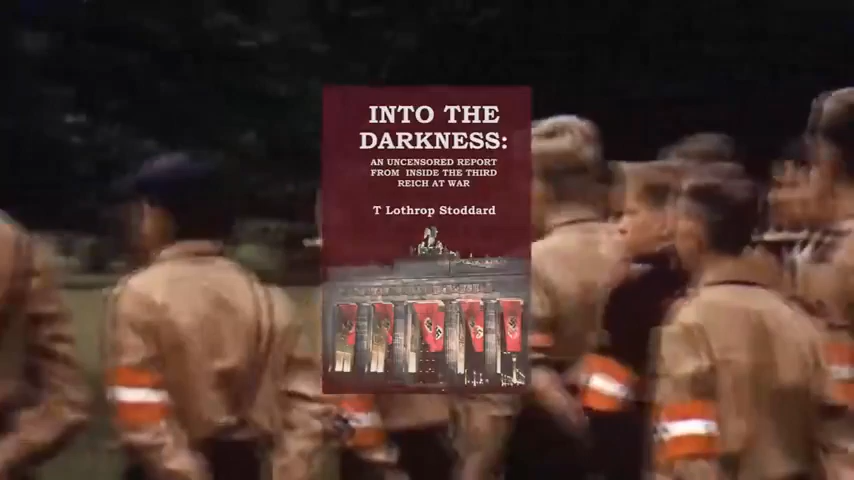 INTO THE
DARKNESS:
AN UNCENSORED REPORT
FROM INSIDE THE THIRD
REICH AT WAR
T Lothrop Stoddard